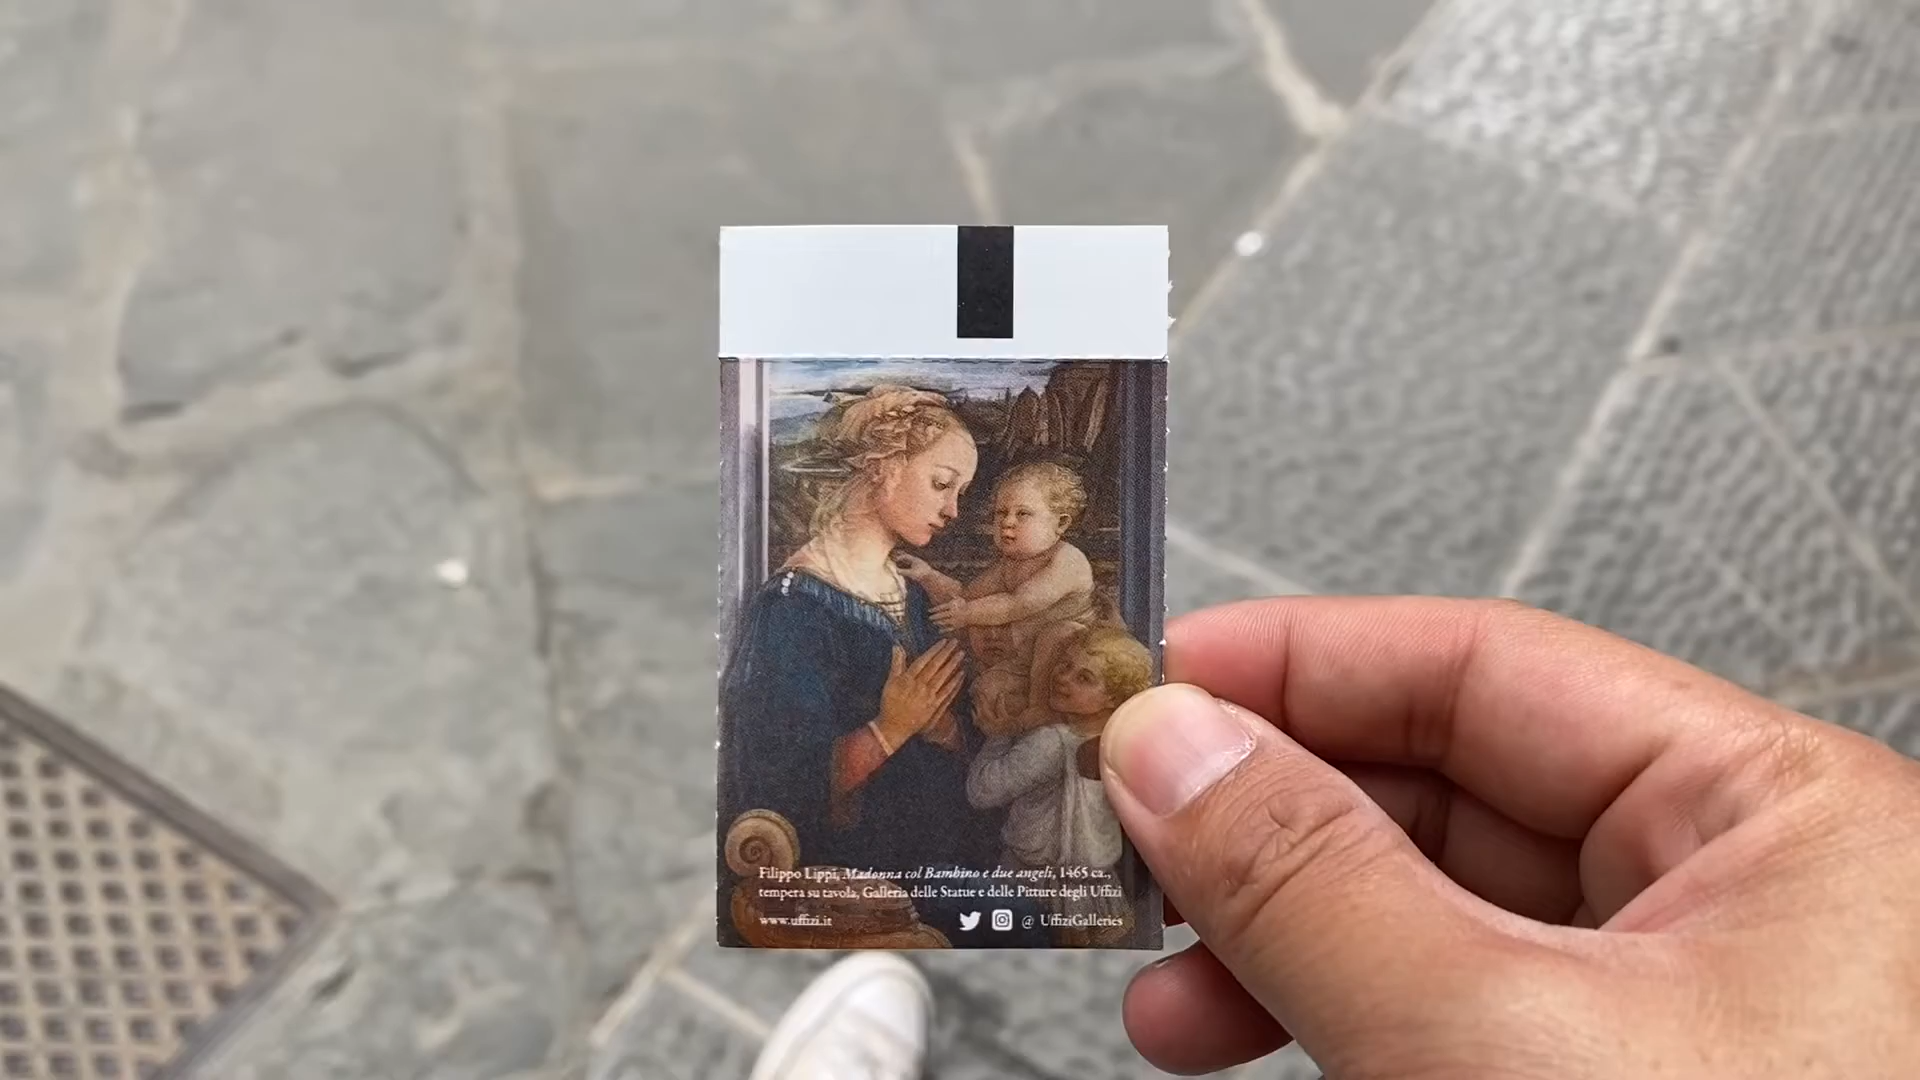 Filippo Lippi, Madonna col Bambino e due angeli, 1465 ca.,
tempera su tavola, Galleria delle Statue e delle Pitture degli Uffizi
www.uffizi.it @ UffiziGalleries